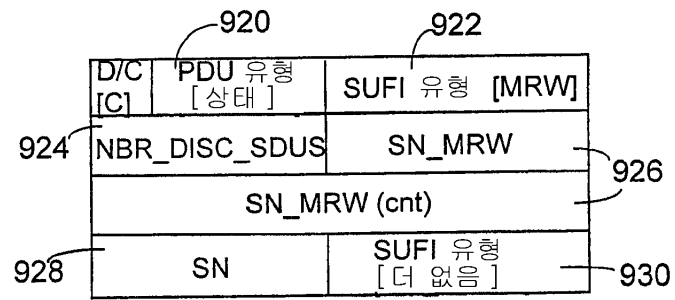 920
922
D/C
[C]
PDU 유형
[ 상태 ]
SUFI 유형 [MRW]
924
NBR_DISC_SDUS
SN_MRW
926
SN_MRW (cnt)
928
SN
SUFI 유형
[ 더 없음 ]
930